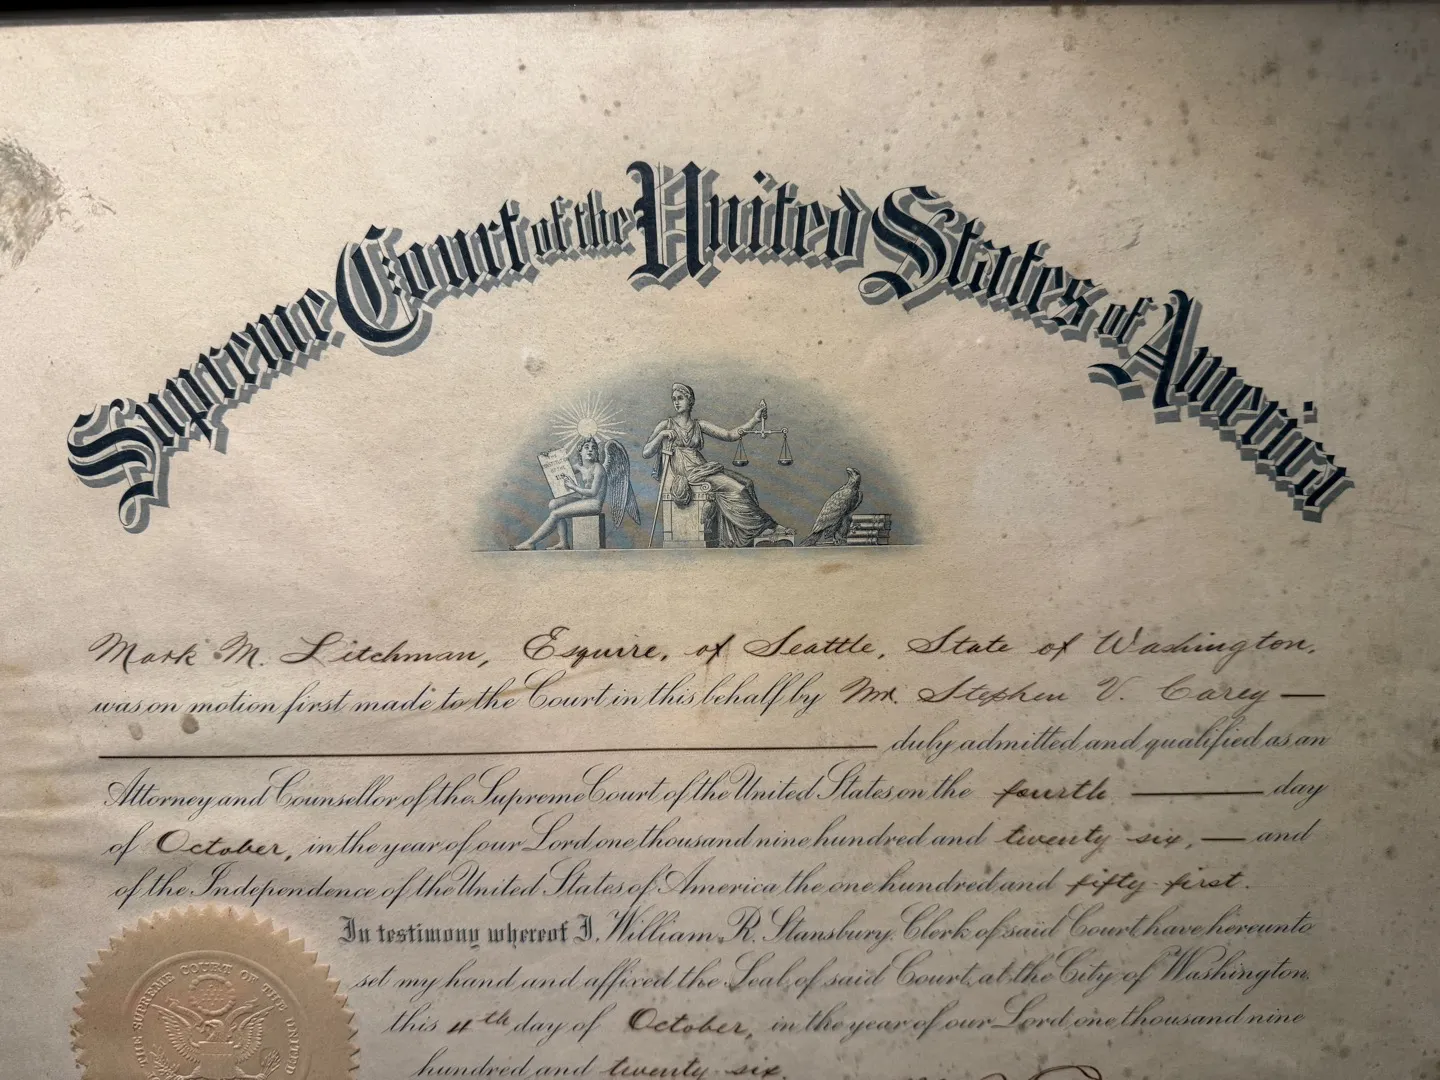 Supreme Court of the United States of America
Mark M. Litchman, Esquire, of Seattle, State of Washington,
was on motion first made to the Court in this behalf by Mr. Stephen V. Carey —
duly admitted and qualified as an
Attorney and Counsellor of the Supreme Court of the United States on the fourth — day
of October, in the year of our Lord one thousand nine hundred and twenty six, — and
of the Independence of the United States of America the one hundred and fifty-first.
In testimony whereof I, William R. Stansbury, Clerk of said Court have hereunto
set my hand and affixed the Seal of said Court, at the City of Washington
this 4th day of October, in the year of our Lord, one thousand nine
hundred and twenty six.
THE SUPREME COURT OF THE UNITED